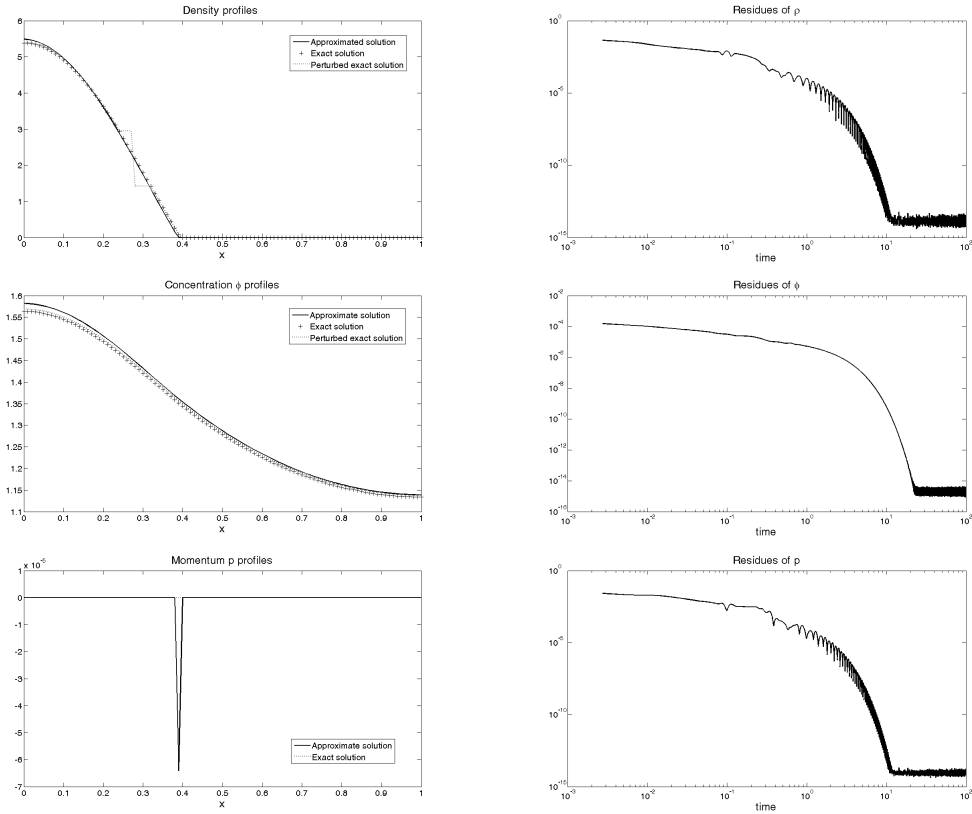 Density profiles
6
5
4
3
2
1
0
0 0.1 0.2 0.3 0.4 0.5 0.6 0.7 0.8 0.9 1
x
Approximated solution
Exact solution
Perturbed exact solution
Residues of ρ
10^0
10^-5
10^-10
10^-15
10^-3 10^-2 10^-1 10^0 10^1 10^2
time
Concentration ϕ profiles
1.6
1.55
1.5
1.45
1.4
1.35
1.3
1.25
1.2
1.15
1.1
0 0.1 0.2 0.3 0.4 0.5 0.6 0.7 0.8 0.9 1
x
Approximate solution
Exact solution
Perturbed exact solution
Residues of ϕ
10^-2
10^-4
10^-6
10^-8
10^-10
10^-12
10^-14
10^-16
10^-3 10^-2 10^-1 10^0 10^1 10^2
time
Momentum p profiles
x 10^-5
1
0
-1
-2
-3
-4
-5
-6
-7
0 0.1 0.2 0.3 0.4 0.5 0.6 0.7 0.8 0.9 1
x
Approximate solution
Exact solution
Residues of p
10^0
10^-5
10^-10
10^-15
10^-3 10^-2 10^-1 10^0 10^1 10^2
time